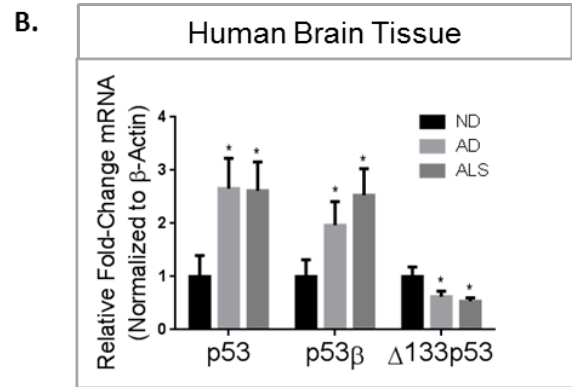 B.
Human Brain Tissue
Relative Fold-Change mRNA
(Normalized to β-Actin)
4
3
2
1
0
ND
AD
ALS
* * * * * *
p53 p53β Δ133p53